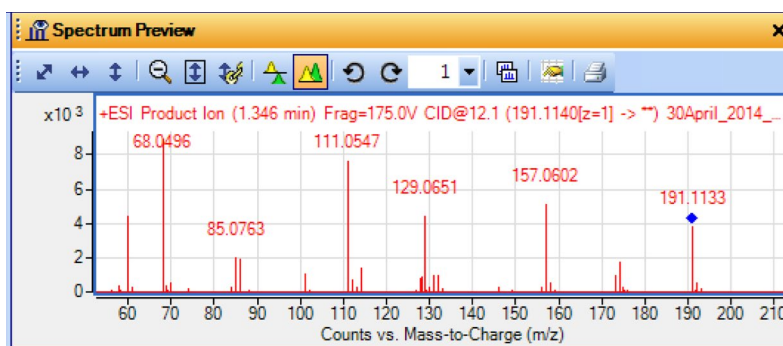 Spectrum Preview
1
x10 3
+ESI Product Ion (1.346 min) Frag=175.0V CID@12.1 (191.1140[z=1] -> **) 30April_2014_...
68.0496
111.0547
8
157.0602
129.0651
191.1133
6
85.0763
4
2
0
60 70 80 90 100 110 120 130 140 150 160 170 180 190 200 210
Counts vs. Mass-to-Charge (m/z)